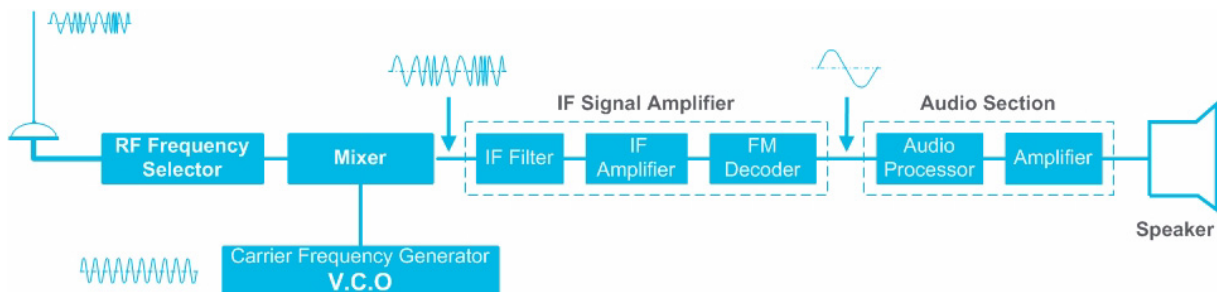 IF Signal Amplifier
Audio Section
RF Frequency
Selector
Mixer
IF Filter
IF
Amplifier
FM
Decoder
Audio
Processor
Amplifier
Speaker
Carrier Frequency Generator
V.C.O